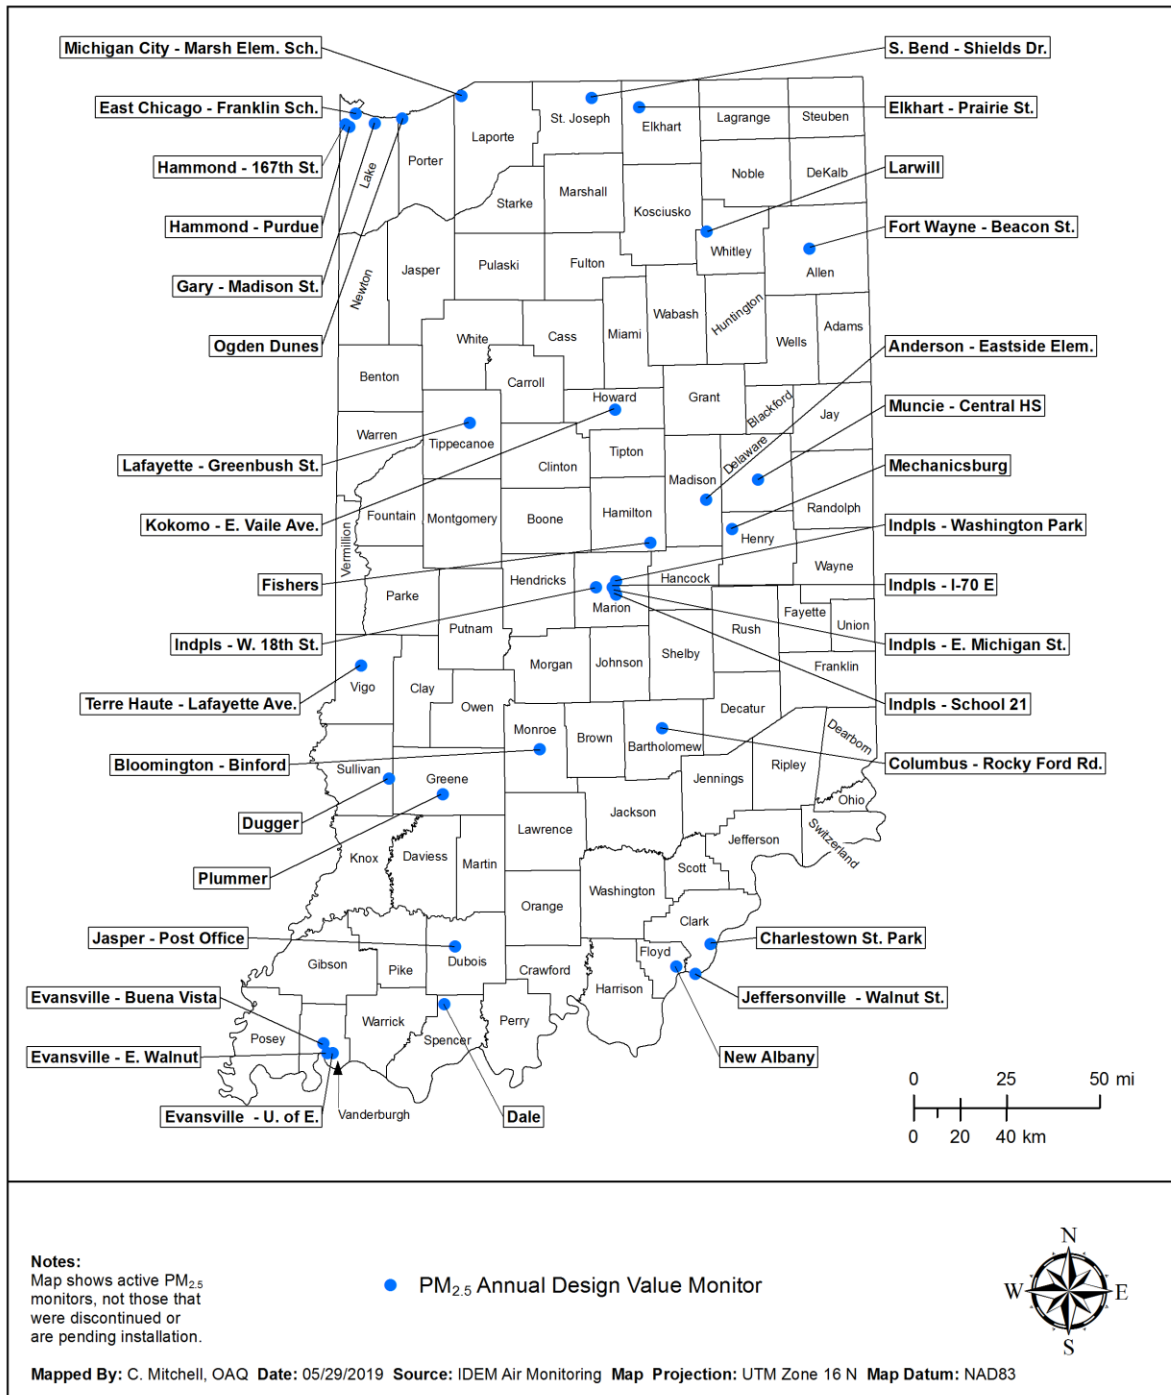 Michigan City - Marsh Elem. Sch.
S. Bend - Shields Dr.
East Chicago - Franklin Sch.
Elkhart - Prairie St.
Hammond - 167th St.
Larwill
Hammond - Purdue
Fort Wayne - Beacon St.
Gary - Madison St.
Ogden Dunes
Anderson - Eastside Elem.
Muncie - Central HS
Lafayette - Greenbush St.
Mechanicsburg
Kokomo - E. Vaile Ave.
Indpls - Washington Park
Fishers
Indpls - I-70 E
Indpls - W. 18th St.
Indpls - E. Michigan St.
Terre Haute - Lafayette Ave.
Indpls - School 21
Bloomington - Binford
Columbus - Rocky Ford Rd.
Dugger
Plummer
Jasper - Post Office
Charlestown St. Park
Evansville - Buena Vista
Jeffersonville - Walnut St.
Evansville - E. Walnut
New Albany
Evansville - U. of E.
Dale
Lake
Porter
Laporte
St. Joseph
Elkhart
Lagrange
Steuben
Noble
DeKalb
Starke
Marshall
Kosciusko
Whitley
Allen
Newton
Jasper
Pulaski
Fulton
Wabash
Huntington
Miami
Wells
Adams
White
Cass
Carroll
Benton
Howard
Grant
Blackford
Jay
Warren
Tippecanoe
Clinton
Tipton
Madison
Delaware
Randolph
Fountain
Montgomery
Boone
Hamilton
Henry
Wayne
Vermillion
Parke
Hendricks
Marion
Hancock
Fayette
Union
Putnam
Rush
Vigo
Clay
Owen
Morgan
Johnson
Shelby
Franklin
Decatur
Monroe
Brown
Bartholomew
Dearborn
Sullivan
Greene
Jennings
Ripley
Ohio
Jackson
Lawrence
Jefferson
Switzerland
Knox
Daviess
Martin
Scott
Washington
Orange
Clark
Floyd
Gibson
Pike
Dubois
Crawford
Harrison
Posey
Warrick
Spencer
Perry
Vanderburgh
0 25 50 mi
0 20 40 km
Notes:
Map shows active PM2.5
monitors, not those that
were discontinued or
are pending installation.
PM2.5 Annual Design Value Monitor
N
W E
S
Mapped By: C. Mitchell, OAQ Date: 05/29/2019 Source: IDEM Air Monitoring Map Projection: UTM Zone 16 N Map Datum: NAD83